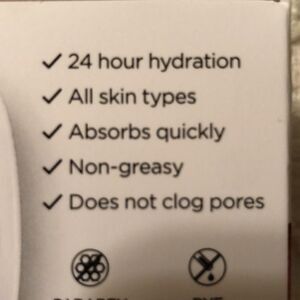 ✓ 24 hour hydration
✓ All skin types
✓ Absorbs quickly
✓ Non-greasy
✓ Does not clog pores